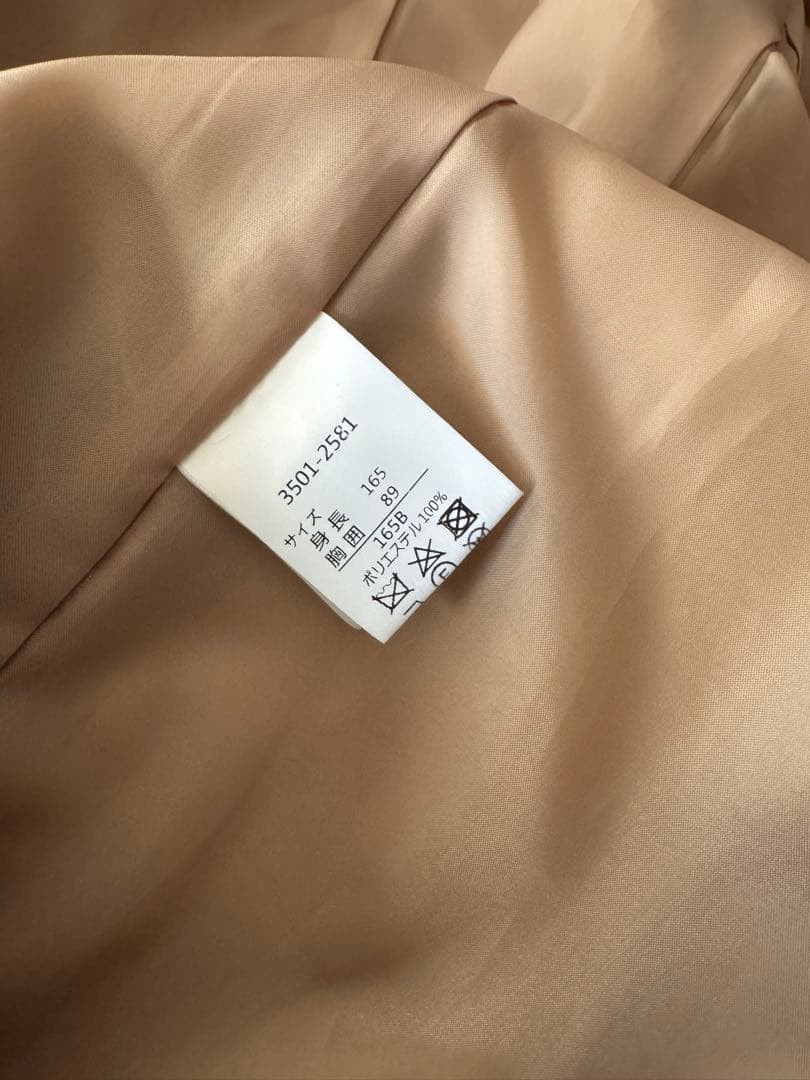 3501-2581
サイズ
身長 165
胸囲 89
165B
ポリエステル100%